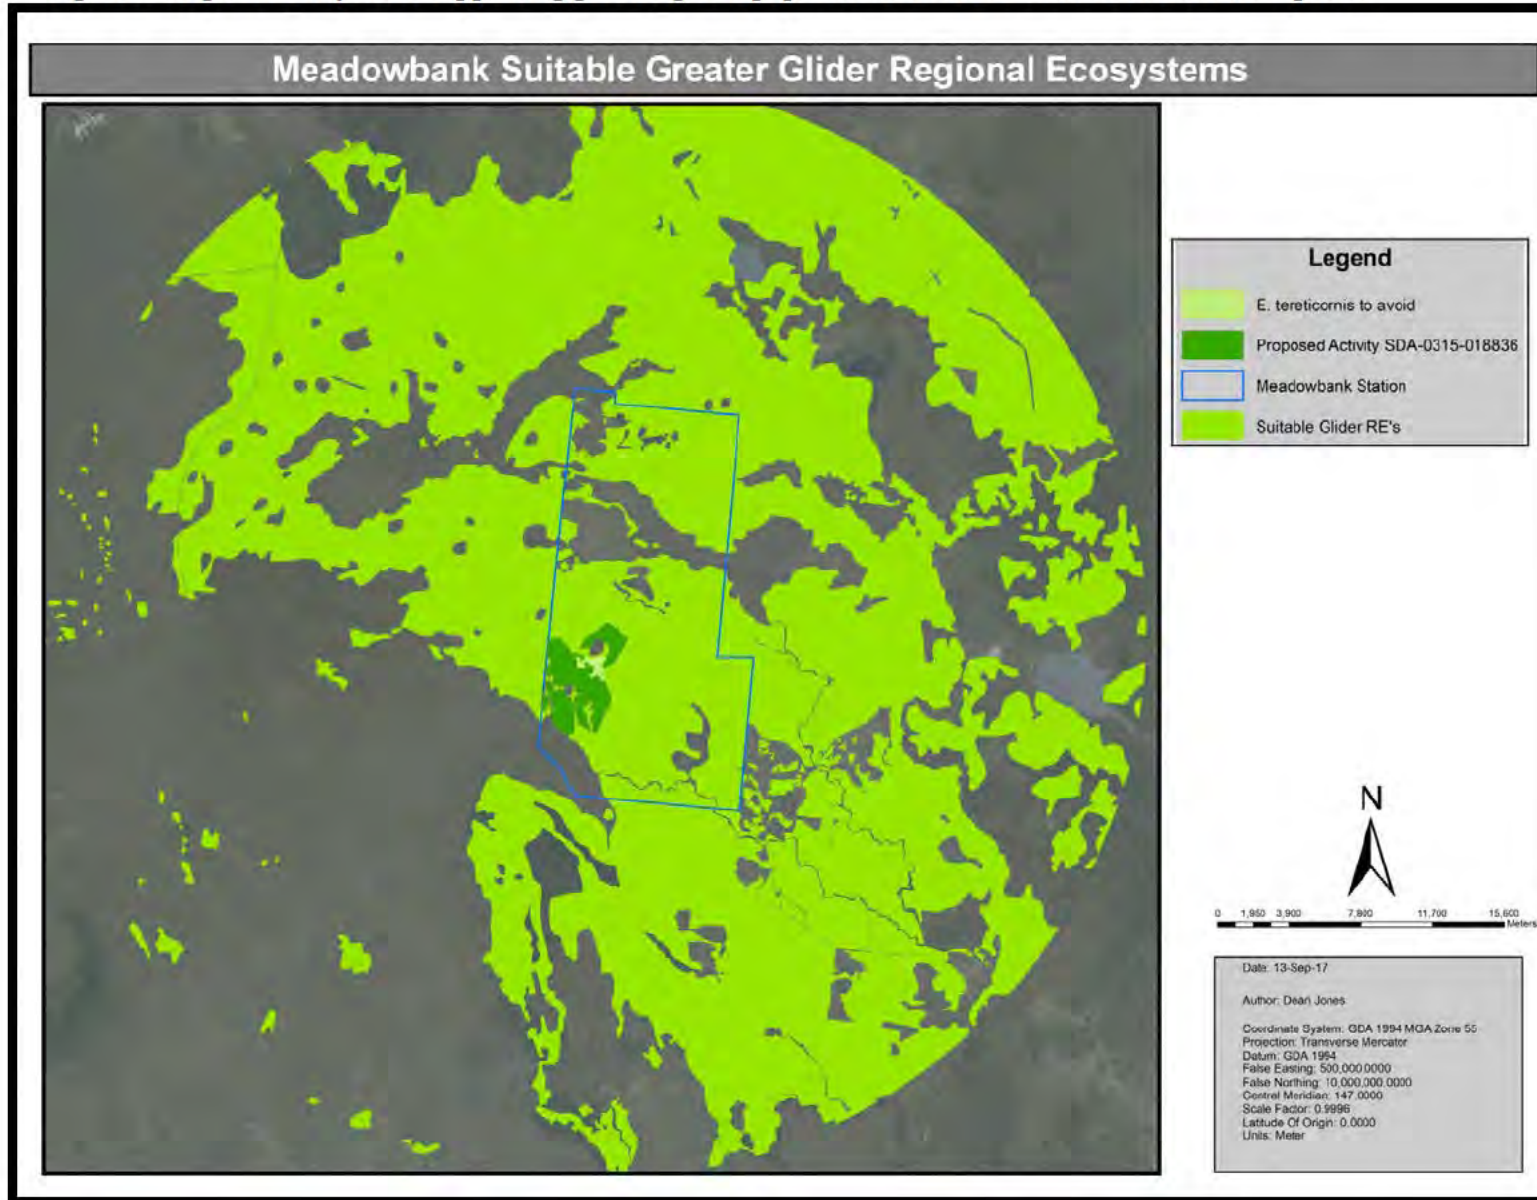 Meadowbank Suitable Greater Glider Regional Ecosystems
Legend
E. tereticornis to avoid
Proposed Activity SDA-0315-018836
Meadowbank Station
Suitable Glider RE's
N
0 1,950 3,900 7,800 11,700 15,600
Meters
Date: 13-Sep-17
Author: Dean Jones
Coordinate System: GDA 1994 MGA Zone 55
Projection: Transverse Mercator
Datum: GDA 1994
False Easting: 500,000.0000
False Northing: 10,000,000.0000
Central Meridian: 147.0000
Scale Factor: 0.9996
Latitude Of Origin: 0.0000
Units: Meter